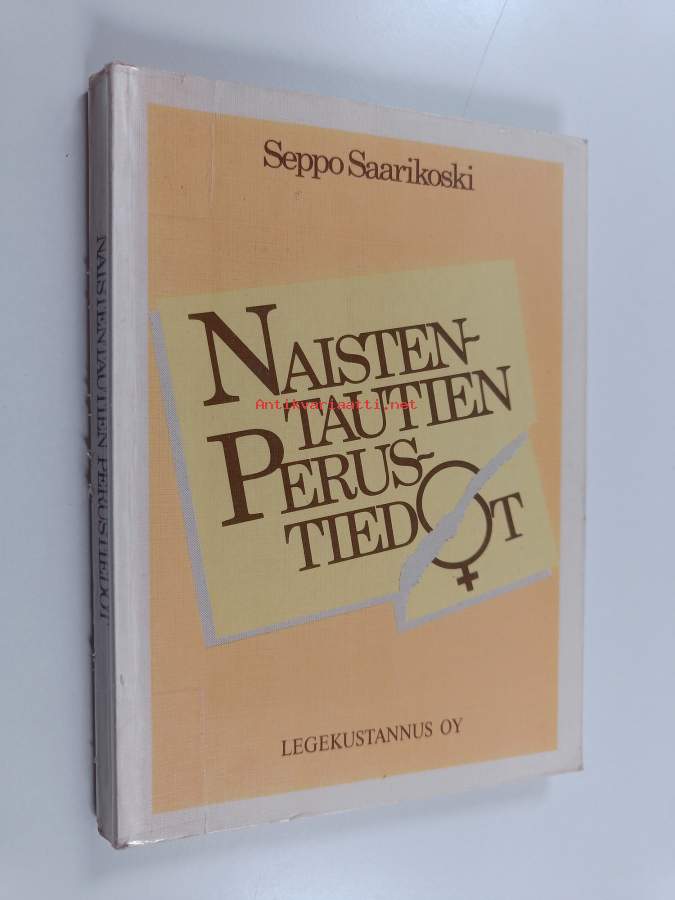 Seppo Saarikoski
NAISTEN-
TAUTIEN
PERUS-
TIEDOT
LEGEKUSTANNUS OY
NAISTENTAUTIEN PERUSTIEDOT
Antikvariaatti.net